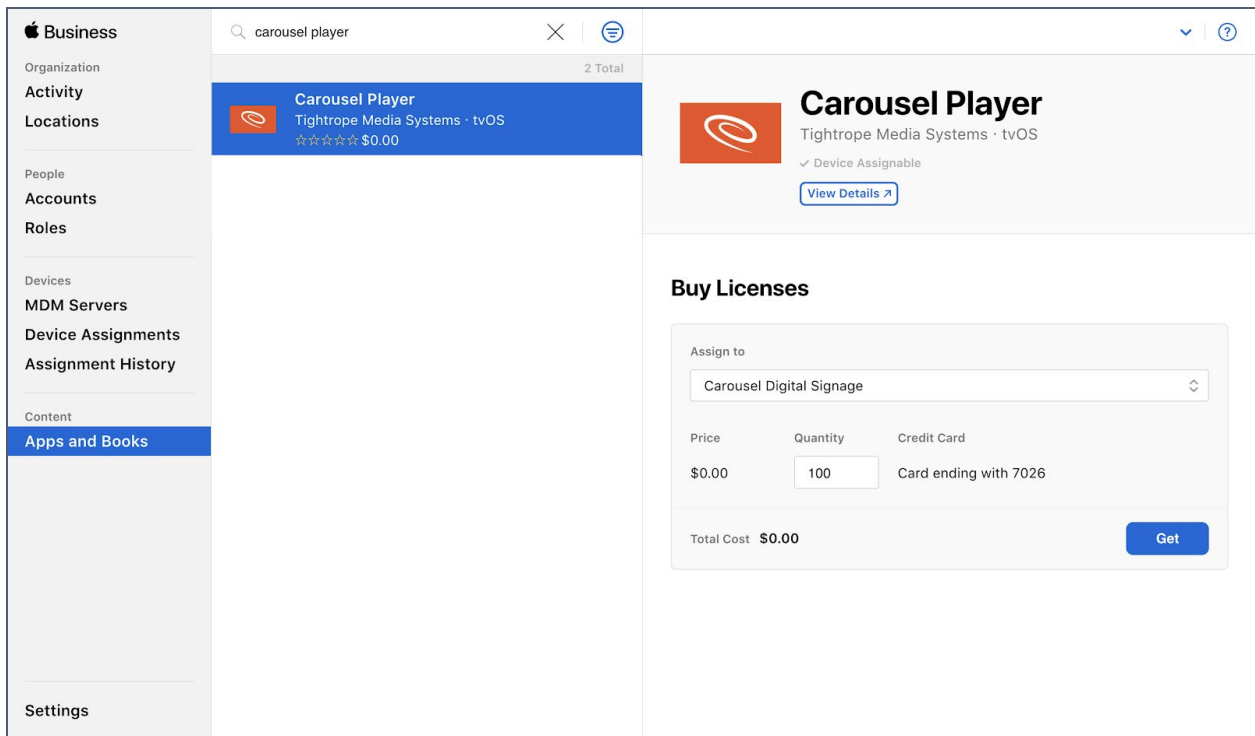 Business
Organization
Activity
Locations
People
Accounts
Roles
Devices
MDM Servers
Device Assignments
Assignment History
Content
Apps and Books
Settings
carousel player
2 Total
Carousel Player
Tightrope Media Systems · tvOS
☆☆☆☆☆ $0.00
?
Carousel Player
Tightrope Media Systems · tvOS
✓ Device Assignable
View Details ↗
Buy Licenses
Assign to
Carousel Digital Signage
Price Quantity Credit Card
$0.00 100 Card ending with 7026
Total Cost $0.00 Get